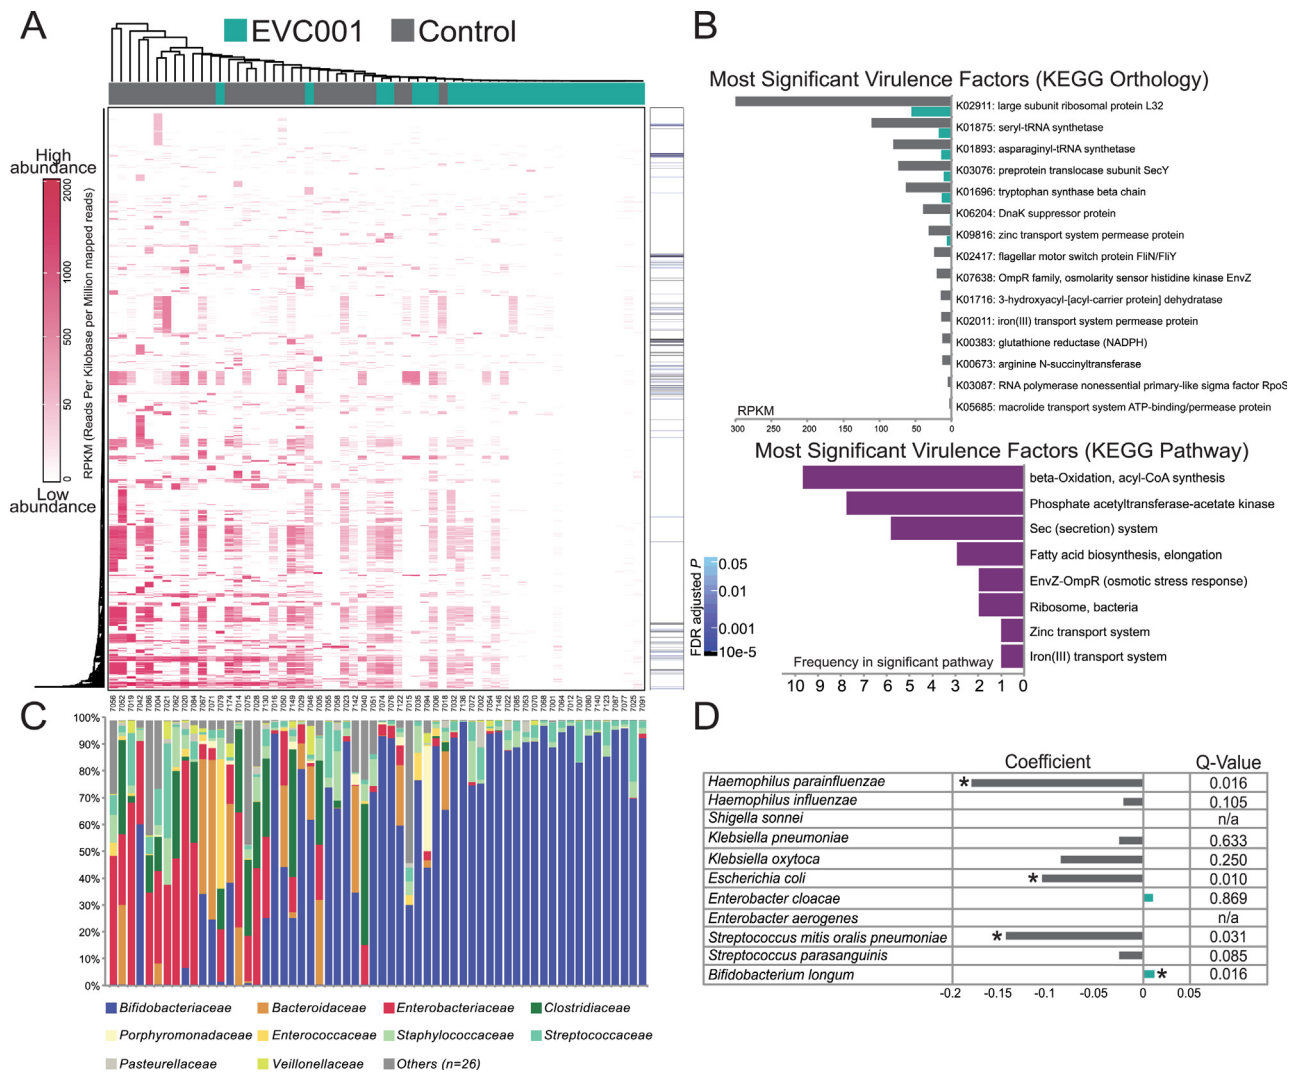 A
EVC001
Control
High
abundance
2000
1000
500
50
0
RPKM (Reads Per Kilobase per Million mapped reads)
Low
abundance
FDR adjusted P
0.05
0.01
0.001
10e-5
B
Most Significant Virulence Factors (KEGG Orthology)
K02911: large subunit ribosomal protein L32
K01875: seryl-tRNA synthetase
K01893: asparaginyl-tRNA synthetase
K03076: preprotein translocase subunit SecY
K01696: tryptophan synthase beta chain
K06204: DnaK suppressor protein
K09816: zinc transport system permease protein
K02417: flagellar motor switch protein FliN/FliY
K07638: OmpR family, osmolarity sensor histidine kinase EnvZ
K01716: 3-hydroxyacyl-[acyl-carrier protein] dehydratase
K02011: iron(III) transport system permease protein
K00383: glutathione reductase (NADPH)
K00673: arginine N-succinyltransferase
K03087: RNA polymerase nonessential primary-like sigma factor RpoS
K05685: macrolide transport system ATP-binding/permease protein
RPKM
300 250 200 150 100 50 0
Most Significant Virulence Factors (KEGG Pathway)
beta-Oxidation, acyl-CoA synthesis
Phosphate acetyltransferase-acetate kinase
Sec (secretion) system
Fatty acid biosynthesis, elongation
EnvZ-OmpR (osmotic stress response)
Ribosome, bacteria
Zinc transport system
Iron(III) transport system
Frequency in significant pathway
10 9 8 7 6 5 4 3 2 1 0
C
100%
90%
80%
70%
60%
50%
40%
30%
20%
10%
0%
Bifidobacteriaceae Bacteroidaceae Enterobacteriaceae Clostridiaceae
Porphyromonadaceae Enterococcaceae Staphylococcaceae Streptococcaceae
Pasteurellaceae Veillonellaceae Others (n=26)
D
Coefficient Q-Value
Haemophilus parainfluenzae * 0.016
Haemophilus influenzae 0.105
Shigella sonnei n/a
Klebsiella pneumoniae 0.633
Klebsiella oxytoca 0.250
Escherichia coli * 0.010
Enterobacter cloacae 0.869
Enterobacter aerogenes n/a
Streptococcus mitis oralis pneumoniae * 0.031
Streptococcus parasanguinis 0.085
Bifidobacterium longum * 0.016
-0.2 -0.15 -0.1 -0.05 0 0.05